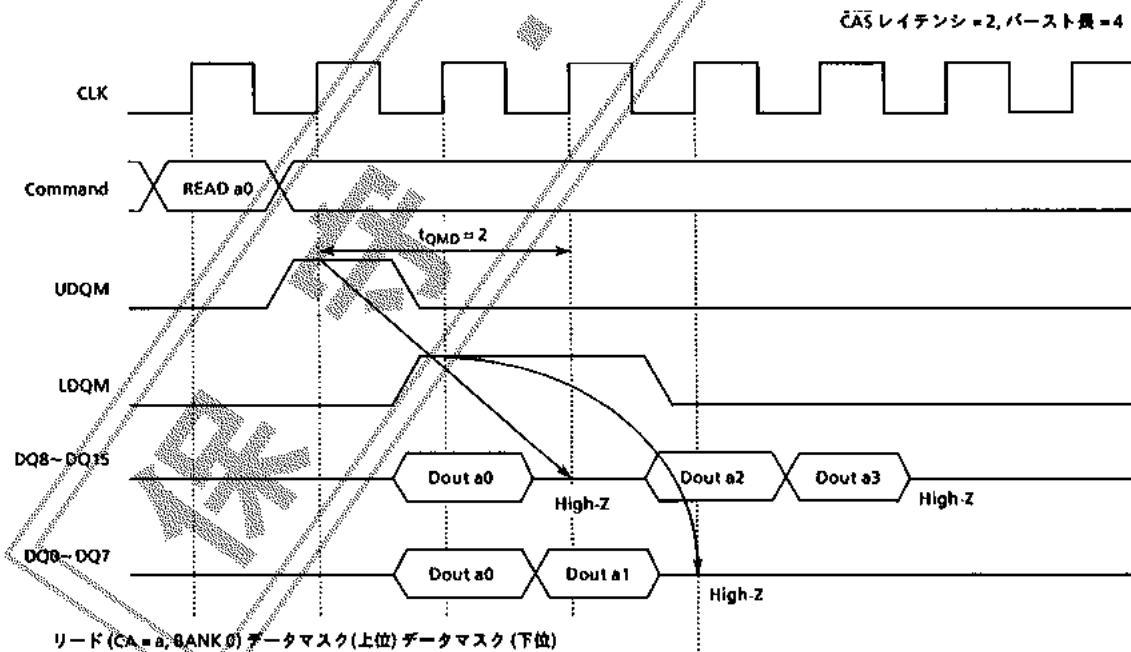 CAS レイテンシ = 2, バースト長 = 4
CLK
Command
READ a0
tQMD = 2
UDQM
LDQM
DQ8~DQ15
Dout a0
High-Z
Dout a2
Dout a3
High-Z
DQ0~DQ7
Dout a0
Dout a1
High-Z
リード (CA = a, BANK 0) データマスク(上位) データマスク (下位)